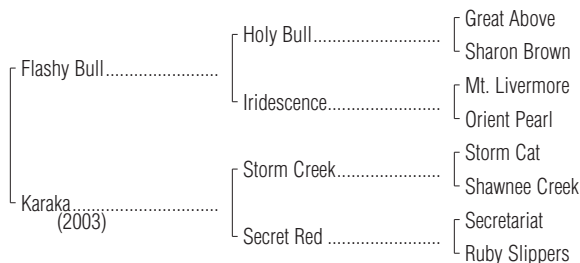 Great Above
Holy Bull
Sharon Brown
Flashy Bull
Mt. Livermore
Iridescence
Orient Pearl
Storm Cat
Storm Creek
Shawnee Creek
Karaka
(2003)
Secretariat
Secret Red
Ruby Slippers